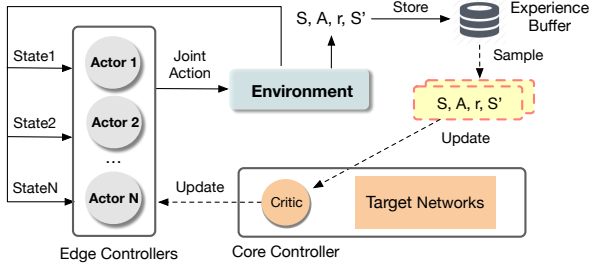 State1
State2
StateN
Actor 1
Actor 2
...
Actor N
Edge Controllers
Joint
Action
Environment
S, A, r, S'
Store
Experience
Buffer
Sample
S, A, r, S'
Update
Update
Critic
Target Networks
Core Controller